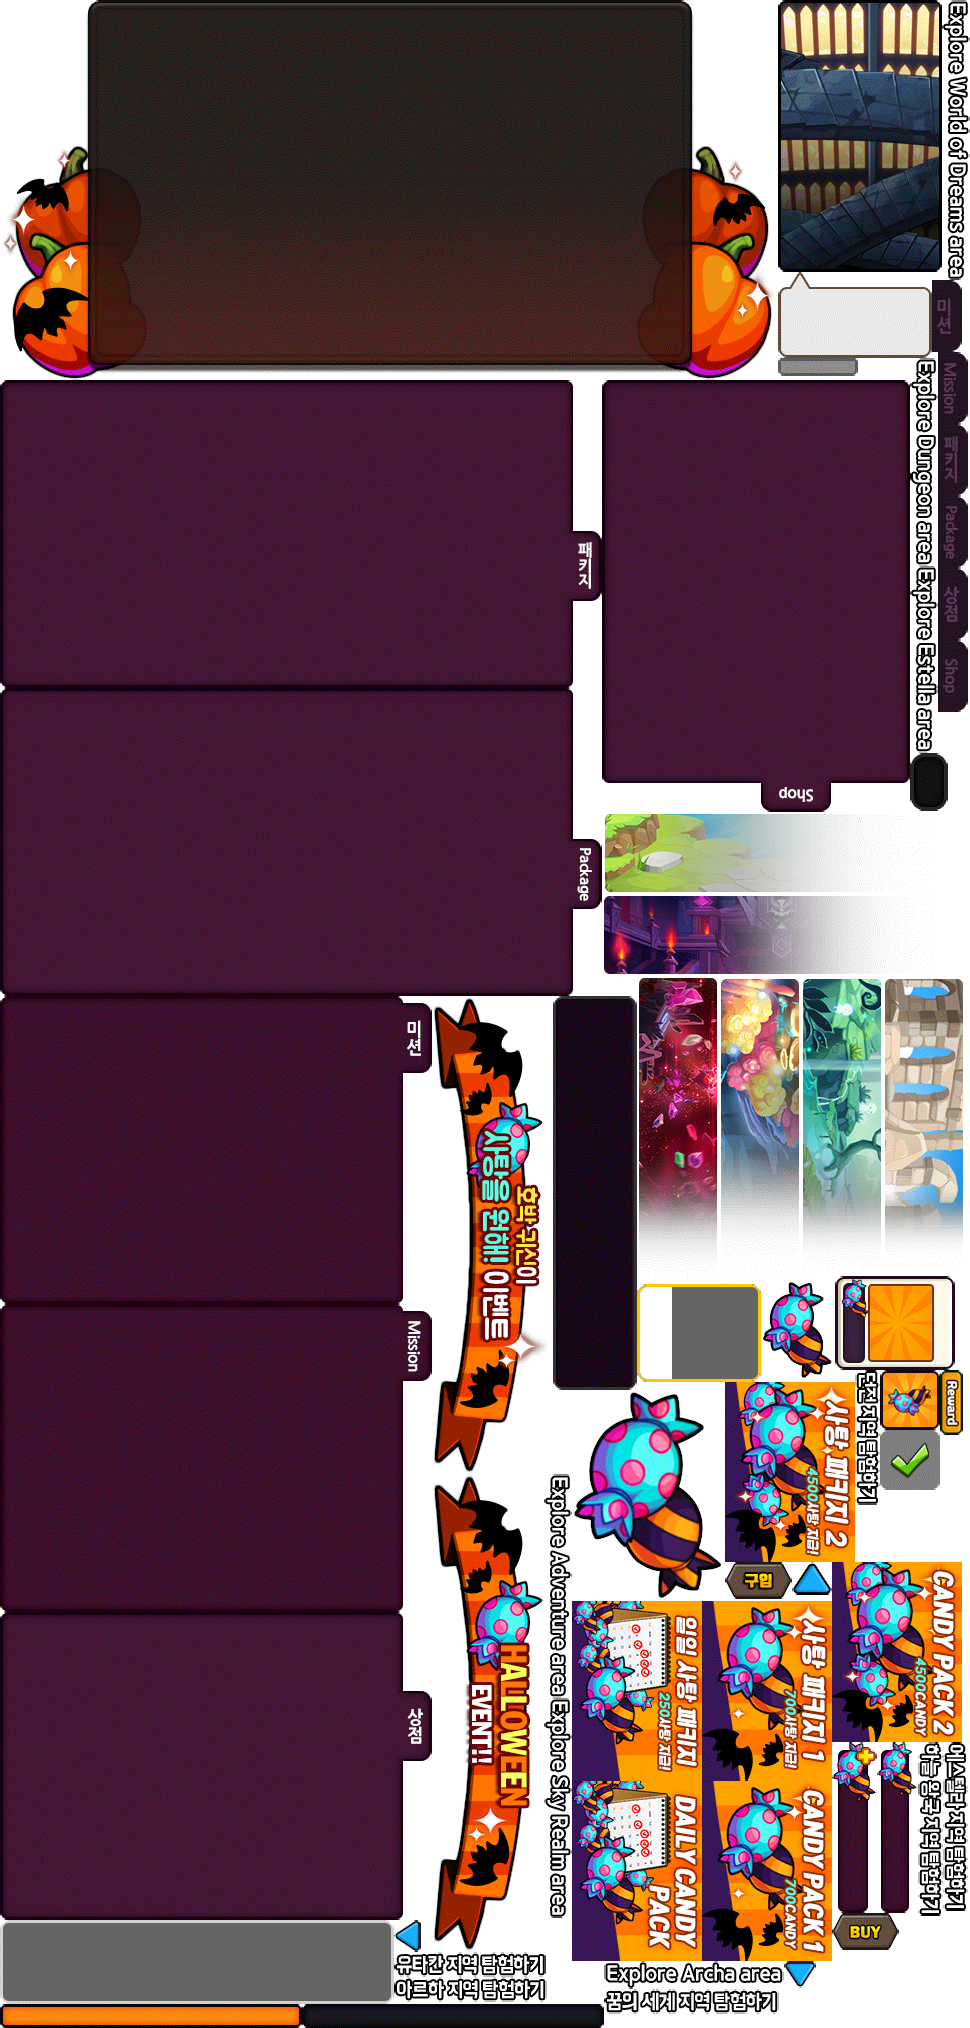 Explore World of Dreams area
미션
Mission
패키지
Package
상점
Shop
Explore Dungeon area
Explore Estella area
패키지
Shop
Package
미션
Mission
상점
호박 귀신이
사탕을 원해! 이벤트
HALLOWEEN
EVENT!!
Explore Adventure area
Explore Sky Realm area
Reward
던전 지역 탐험하기
사탕 패키지 2
4500사탕 지급!
구입
CANDY PACK 2
4500CANDY
일일 사탕 패키지
250사탕 지급!
사탕 패키지 1
700사탕 지급!
DAILY CANDY
PACK
CANDY PACK 1
700CANDY
에스텔라 지역 탐험하기
하늘왕국 지역 탐험하기
BUY
유타칸 지역 탐험하기
아르하 지역 탐험하기
Explore Archa area
꿈의 세계 지역 탐험하기